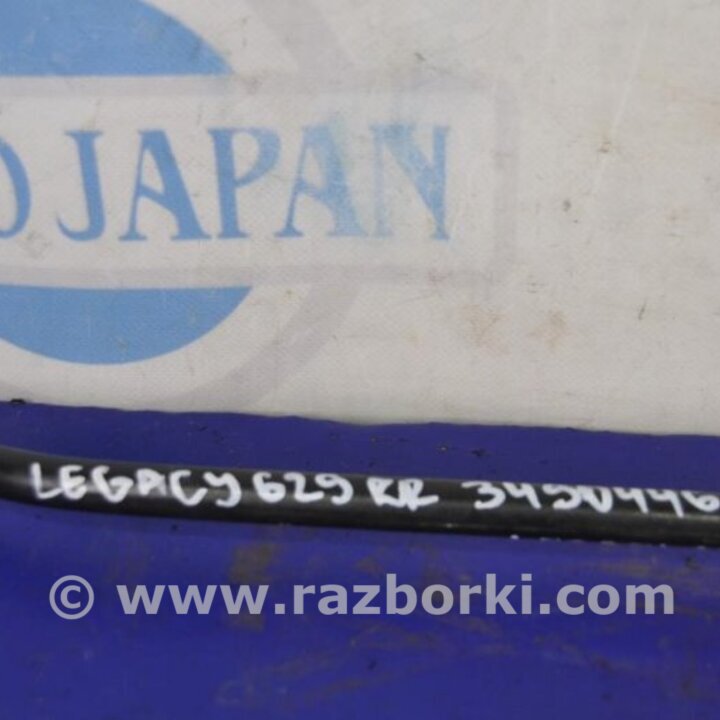 O JAPAN
LEGACY 629 RR 3450446
© www.razborki.com